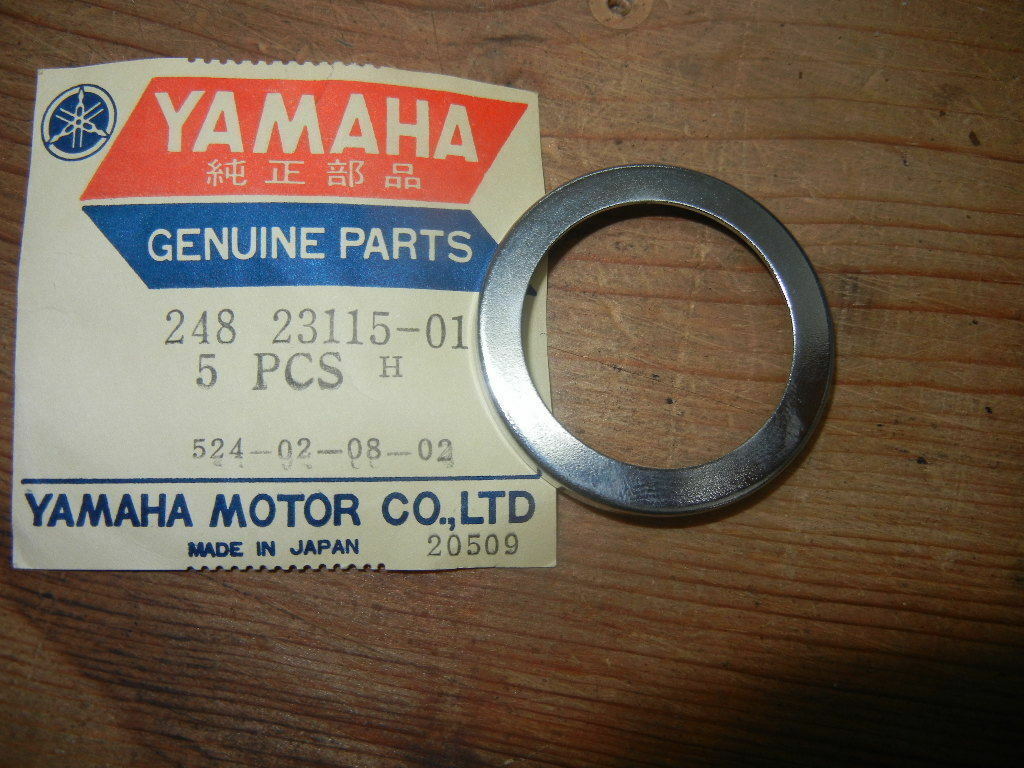 YAMAHA
純正部品
GENUINE PARTS
248 23115-01
5 PCS H
524-02-08-02
YAMAHA MOTOR CO.,LTD
MADE IN JAPAN 20509